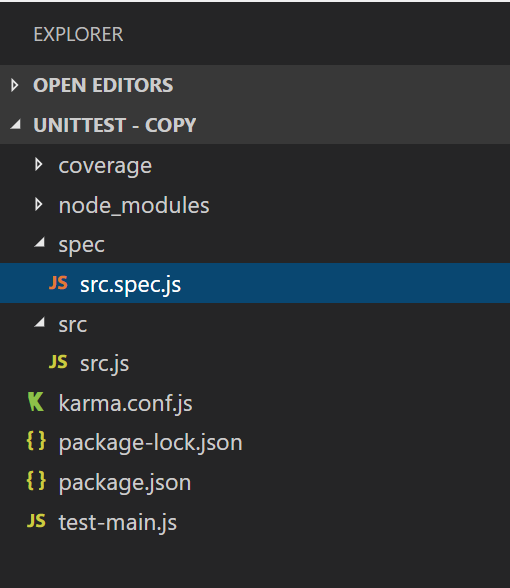 EXPLORER
OPEN EDITORS
UNITTEST - COPY
coverage
node_modules
spec
JS src.spec.js
src
JS src.js
karma.conf.js
{ } package-lock.json
{ } package.json
JS test-main.js